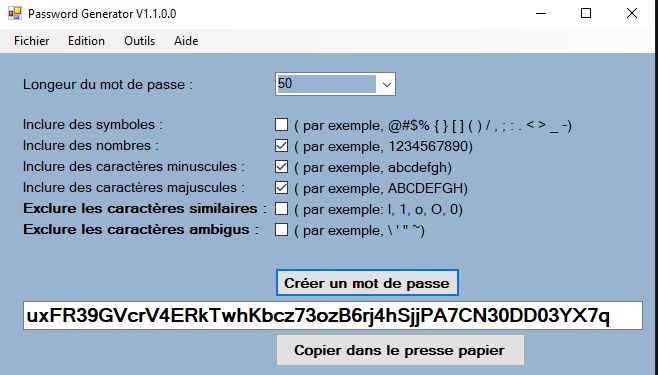 Password Generator V1.1.0.0
Fichier Edition Outils Aide
Longeur du mot de passe : 50
Inclure des symboles : ( par exemple, @#$% { } [ ] ( ) / , ; : . < > _ -)
Inclure des nombres : ( par exemple, 1234567890)
Inclure des caractères minuscules : ( par exemple, abcdefgh)
Inclure des caractères majuscules : ( par exemple, ABCDEFGH)
Exclure les caractères similaires : ( par exemple: l, 1, o, O, 0)
Exclure les caractères ambigus : ( par exemple, \ ' " ~)
Créer un mot de passe
uxFR39GVcrV4ERkTwhKbcz73ozB6rj4hSjjPA7CN30DD03YX7q
Copier dans le presse papier